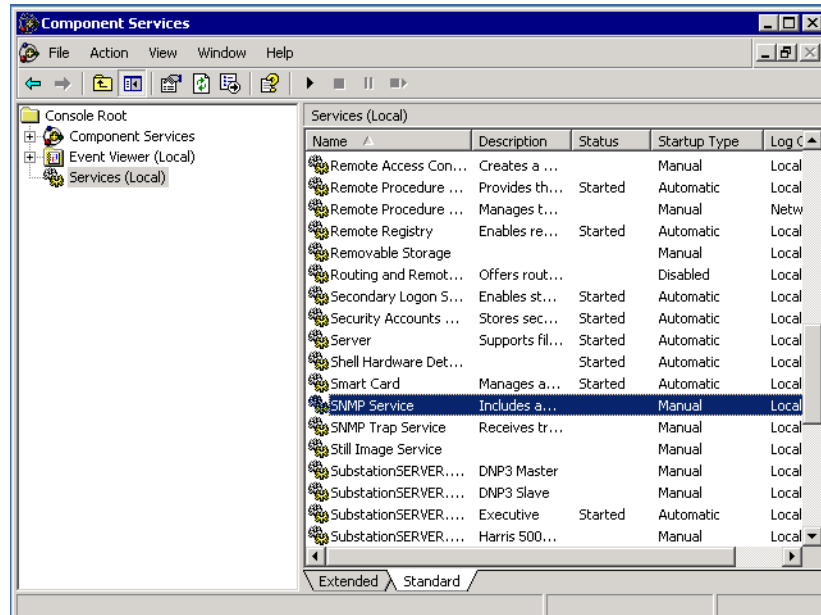 Component Services
File Action View Window Help
Console Root
Component Services
Event Viewer (Local)
Services (Local)
Services (Local)
Name Description Status Startup Type Log O
Remote Access Con... Creates a ... Manual Local
Remote Procedure ... Provides th... Started Automatic Local
Remote Procedure ... Manages t... Manual Netw
Remote Registry Enables re... Started Automatic Local
Removable Storage Manual Local
Routing and Remot... Offers rout... Disabled Local
Secondary Logon S... Enables st... Started Automatic Local
Security Accounts ... Stores sec... Started Automatic Local
Server Supports fil... Started Automatic Local
Shell Hardware Det... Started Automatic Local
Smart Card Manages a... Started Automatic Local
SNMP Service Includes a... Manual Local
SNMP Trap Service Receives tr... Manual Local
Still Image Service Manual Local
SubstationSERVER.... DNP3 Master Manual Local
SubstationSERVER.... DNP3 Slave Manual Local
SubstationSERVER.... Executive Started Automatic Local
SubstationSERVER.... Harris 500... Manual Local
Extended Standard